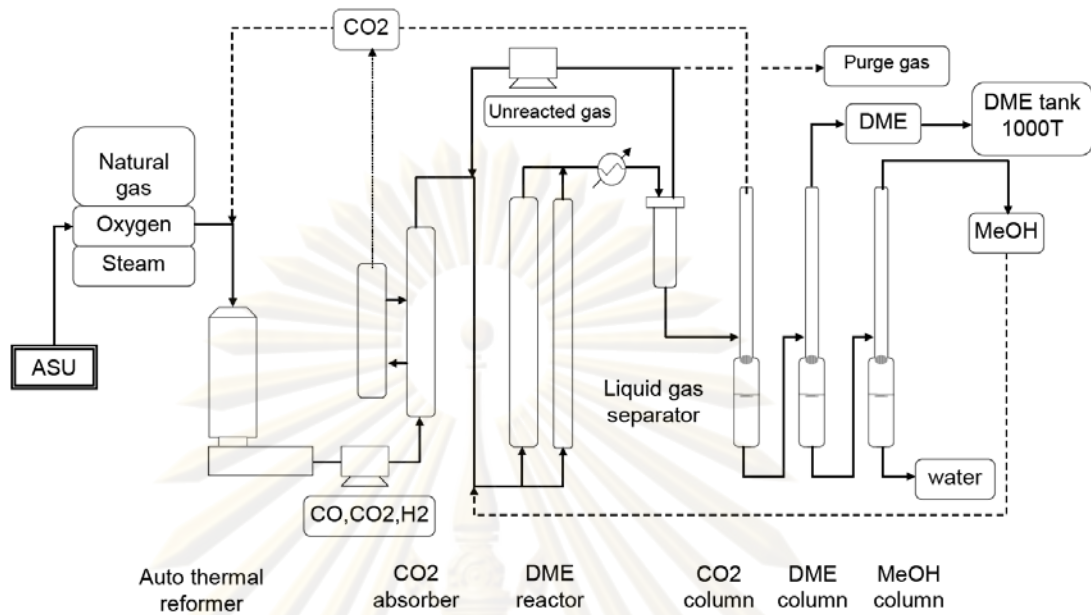 CO2
Purge gas
Unreacted gas
DME
DME tank
1000T
Natural
gas
Oxygen
Steam
MeOH
ASU
Liquid gas
separator
water
CO,CO2,H2
Auto thermal
reformer
CO2
absorber
DME
reactor
CO2
column
DME
column
MeOH
column